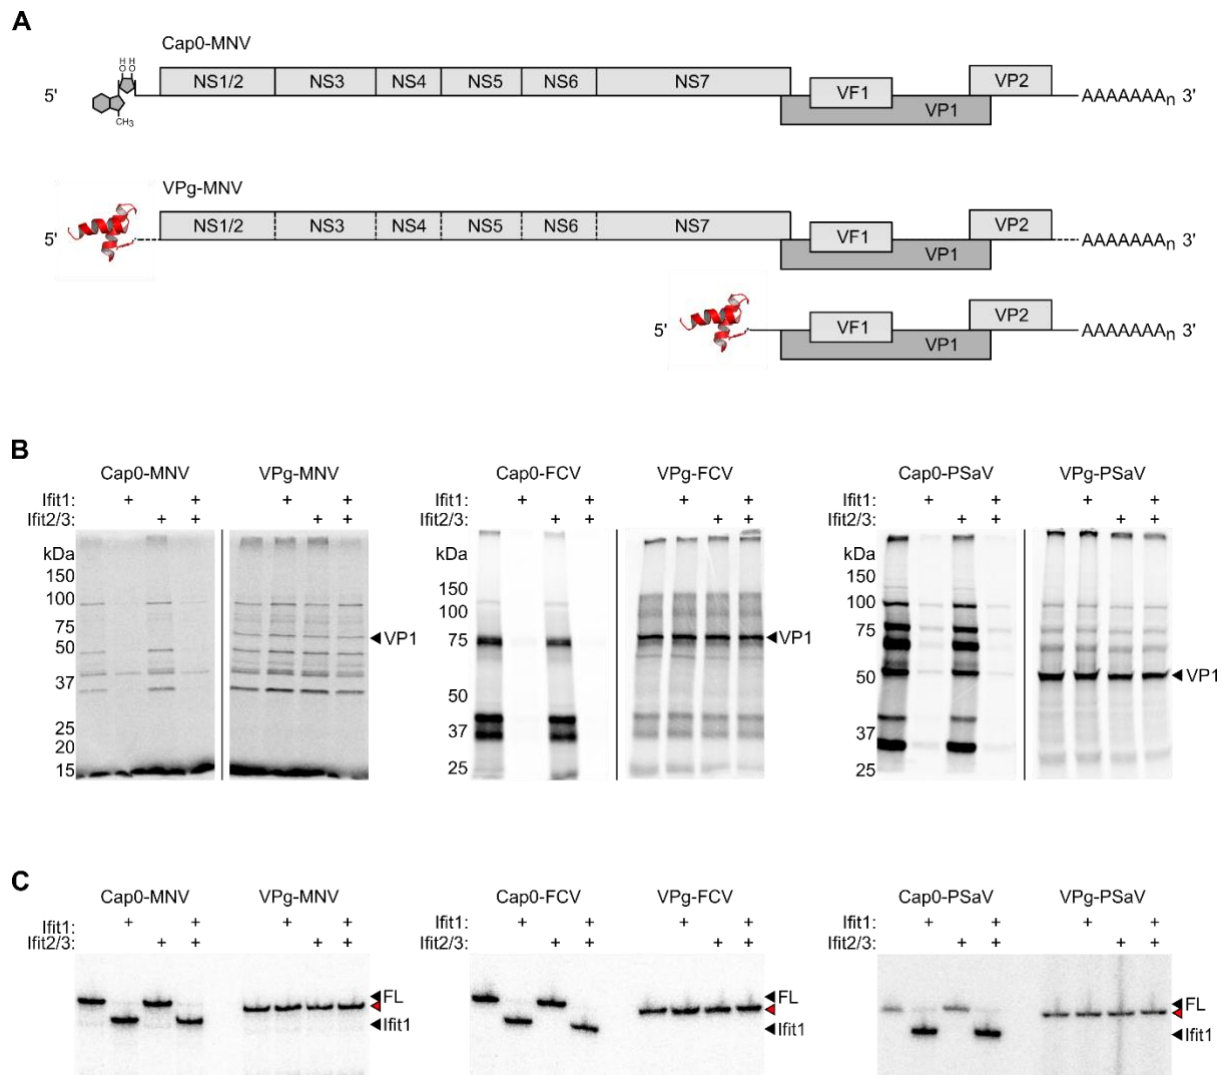 A
Cap0-MNV
5' H H O O CH3 NS1/2 NS3 NS4 NS5 NS6 NS7 VF1 VP1 VP2 AAAAAAAn 3'
VPg-MNV
5' NS1/2 NS3 NS4 NS5 NS6 NS7 VF1 VP1 VP2 AAAAAAAn 3'
5' VF1 VP1 VP2 AAAAAAAn 3'
B
Cap0-MNV VPg-MNV
Ifit1: + + + +
Ifit2/3: + + + +
kDa
150
100
75
50
37
25
20
15
VP1
Cap0-FCV VPg-FCV
Ifit1: + + + +
Ifit2/3: + + + +
kDa
150
100
75
50
37
25
VP1
Cap0-PSaV VPg-PSaV
Ifit1: + + + +
Ifit2/3: + + + +
kDa
150
100
75
50
37
25
VP1
C
Cap0-MNV VPg-MNV
Ifit1: + + + +
Ifit2/3: + + + +
FL
Ifit1
Cap0-FCV VPg-FCV
Ifit1: + + + +
Ifit2/3: + + + +
FL
Ifit1
Cap0-PSaV VPg-PSaV
Ifit1: + + + +
Ifit2/3: + + + +
FL
Ifit1